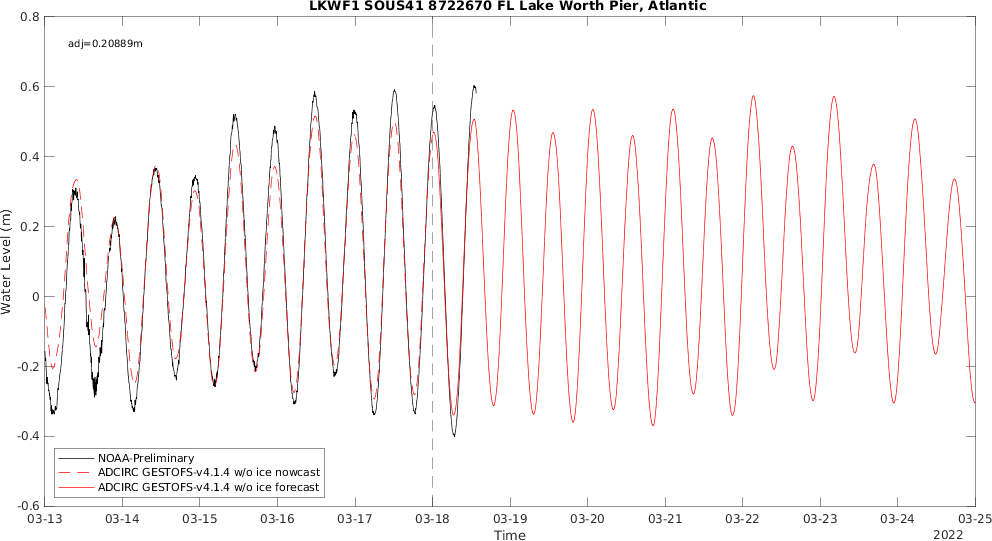 LKWF1 SOUS41 8722670 FL Lake Worth Pier, Atlantic
adj=0.20889m
0.8
0.6
0.4
0.2
0
-0.2
-0.4
-0.6
Water Level (m)
NOAA-Preliminary
ADCIRC GESTOFS-v4.1.4 w/o ice nowcast
ADCIRC GESTOFS-v4.1.4 w/o ice forecast
03-13 03-14 03-15 03-16 03-17 03-18 03-19 03-20 03-21 03-22 03-23 03-24 03-25
Time
2022